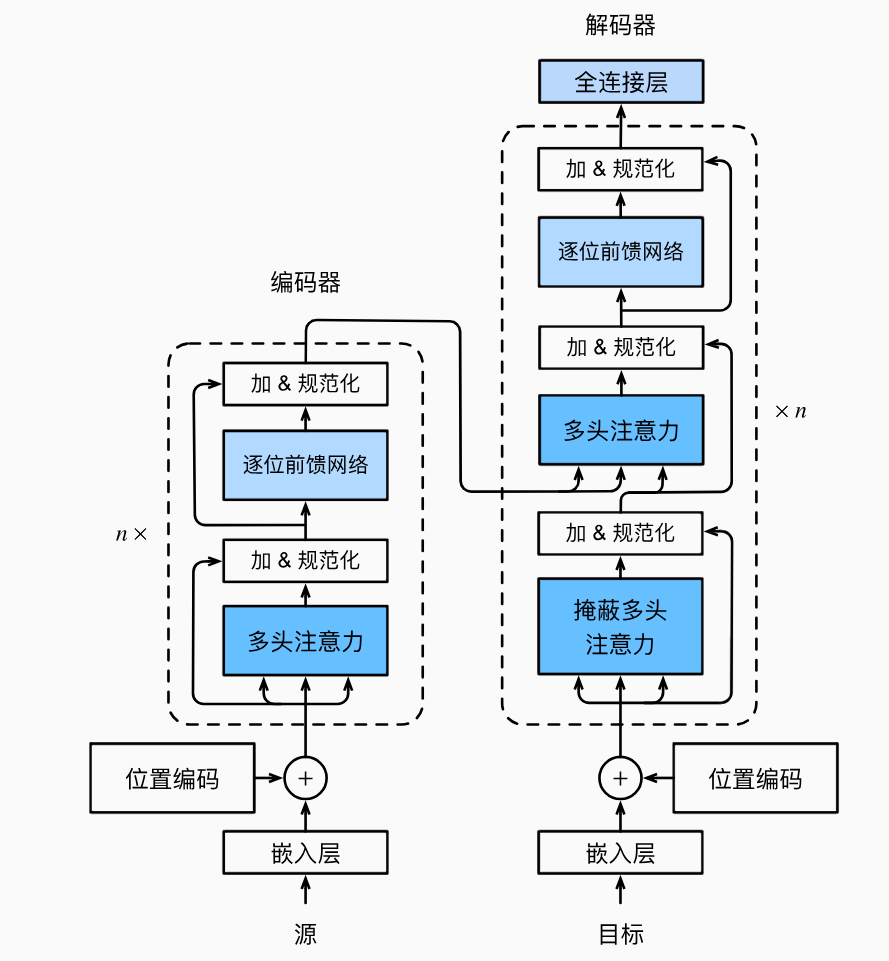 解码器
全连接层
加 & 规范化
逐位前馈网络
加 & 规范化
多头注意力
加 & 规范化
掩蔽多头
注意力
× n
位置编码
+
嵌入层
目标
编码器
加 & 规范化
逐位前馈网络
加 & 规范化
多头注意力
n ×
位置编码
+
嵌入层
源